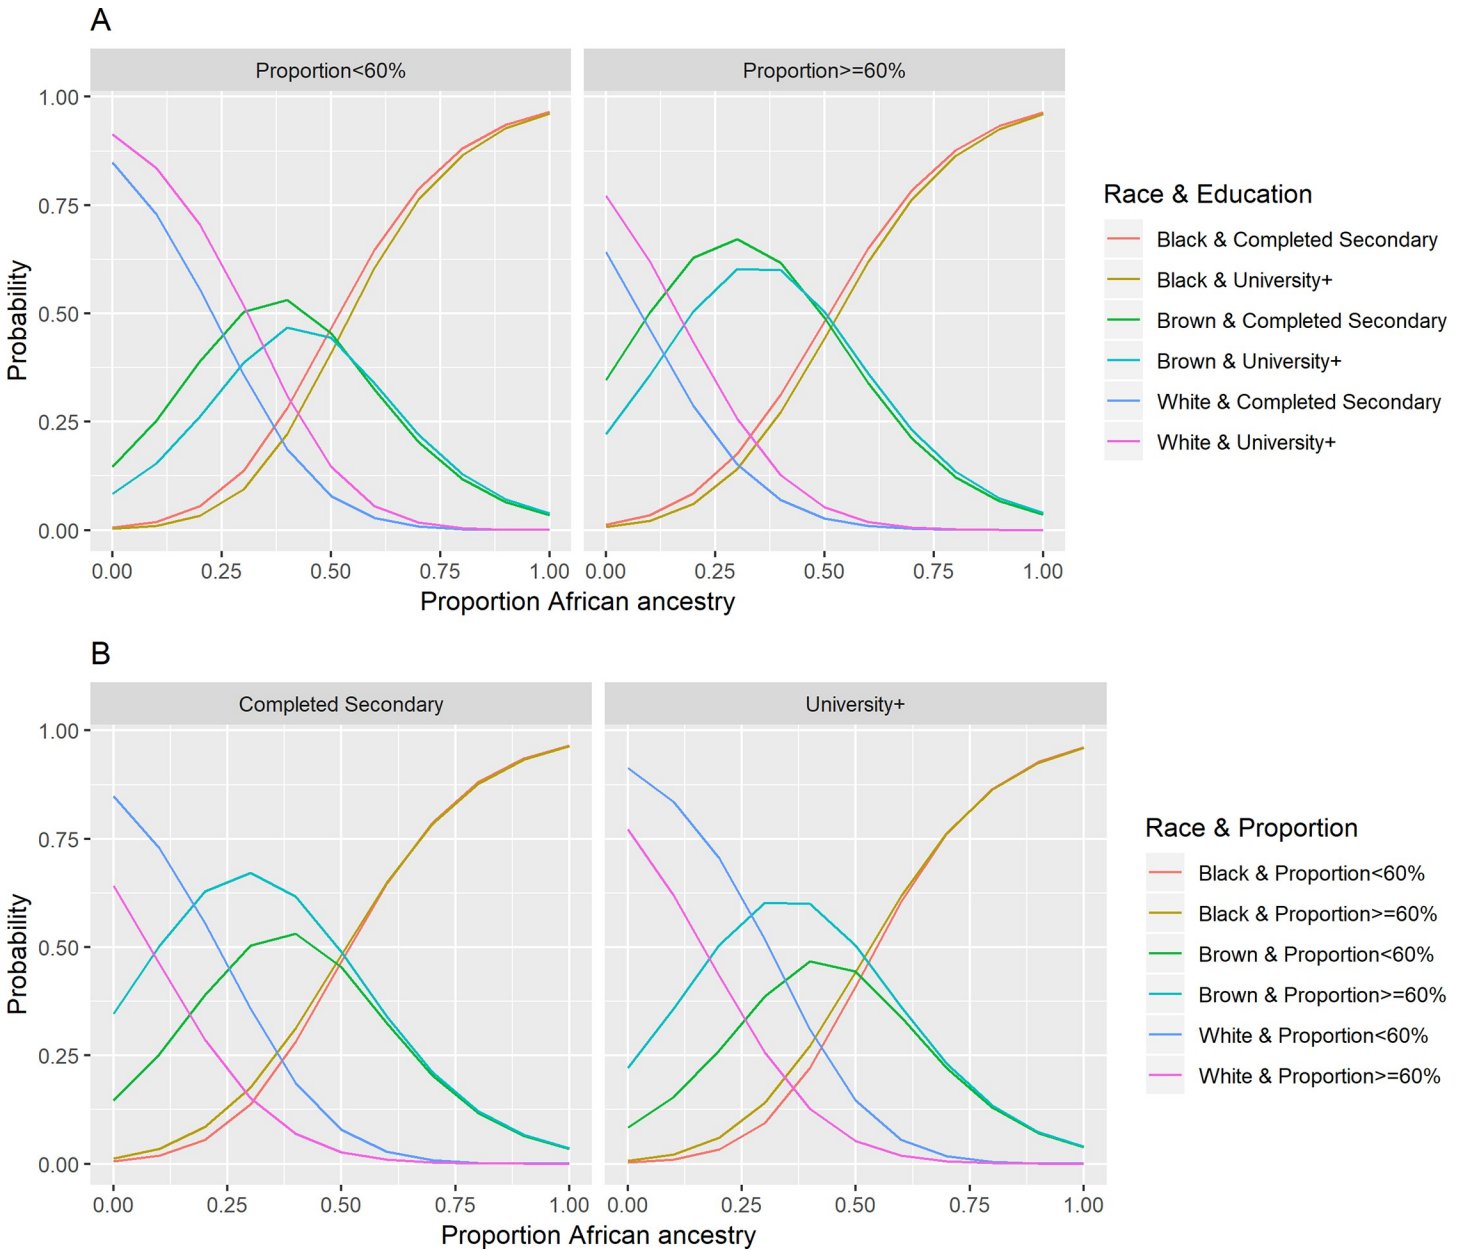 A
Proportion<60%
Proportion>=60%
1.00
0.75
0.50
0.25
0.00
Probability
0.00 0.25 0.50 0.75 1.00
0.00 0.25 0.50 0.75 1.00
Proportion African ancestry
Race & Education
Black & Completed Secondary
Black & University+
Brown & Completed Secondary
Brown & University+
White & Completed Secondary
White & University+
B
Completed Secondary
University+
1.00
0.75
0.50
0.25
0.00
Probability
0.00 0.25 0.50 0.75 1.00
0.00 0.25 0.50 0.75 1.00
Proportion African ancestry
Race & Proportion
Black & Proportion<60%
Black & Proportion>=60%
Brown & Proportion<60%
Brown & Proportion>=60%
White & Proportion<60%
White & Proportion>=60%